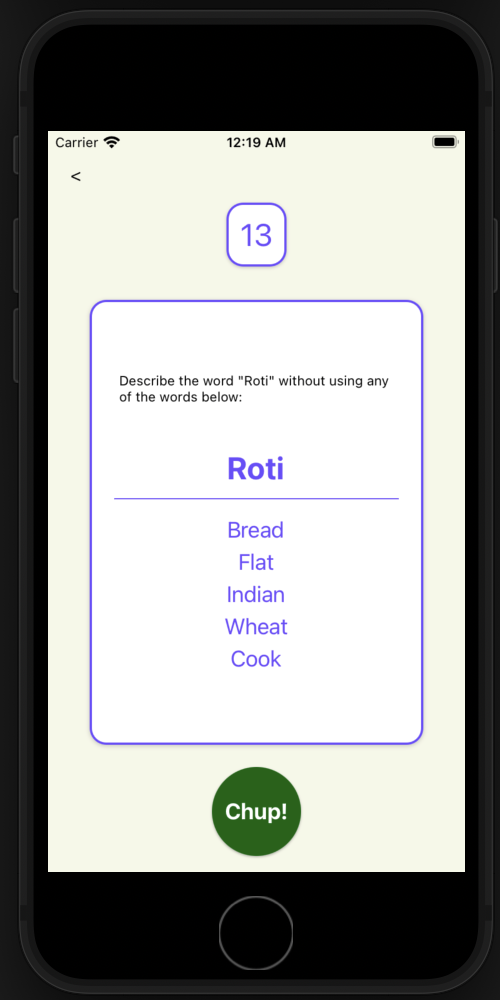 Carrier 12:19 AM
<
13
Describe the word "Roti" without using any
of the words below:
Roti
Bread
Flat
Indian
Wheat
Cook
Chup!